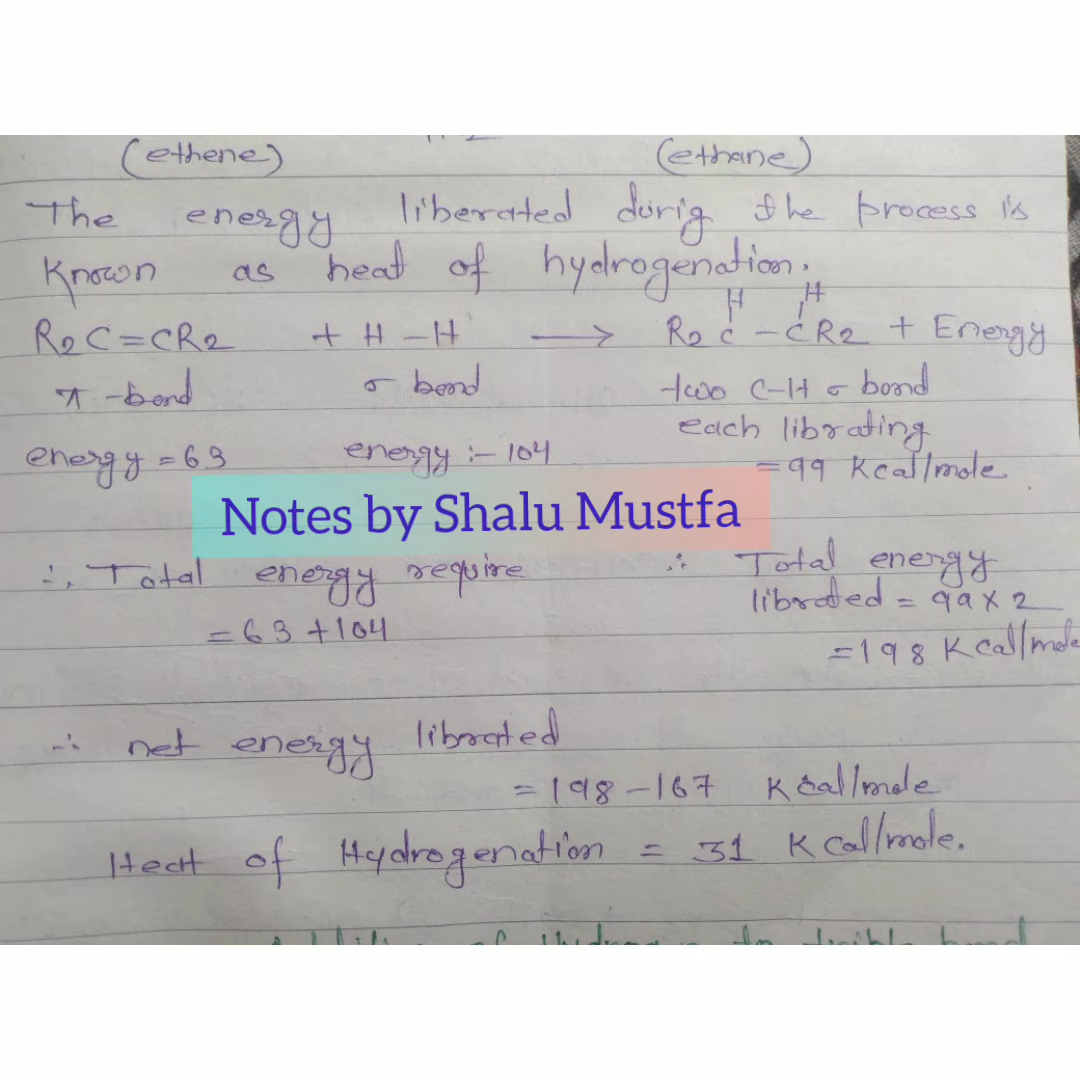 (ethene) (ethane)
The energy liberated durig the process is
Known as heat of hydrogenation.
H H
R2C=CR2 + H-H → R2C-CR2 + Energy
π-bond σ bond two C-H σ bond
each librating
energy=63 energy:- 104 =99 Kcal/mole
Notes by Shalu Mustfa
∴ Total energy require ∴ Total energy
librated = 99x2
=63+104
=198 Kcal/mole
∴ net energy librated
=198-167 Kcal/mole
Heat of Hydrogenation = 31 Kcal/mole.